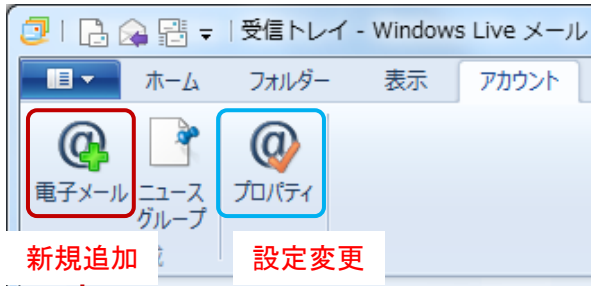 受信トレイ - Windows Live メール
ホーム フォルダー 表示 アカウント
電子メール ニュース グループ プロパティ
新規追加 設定変更